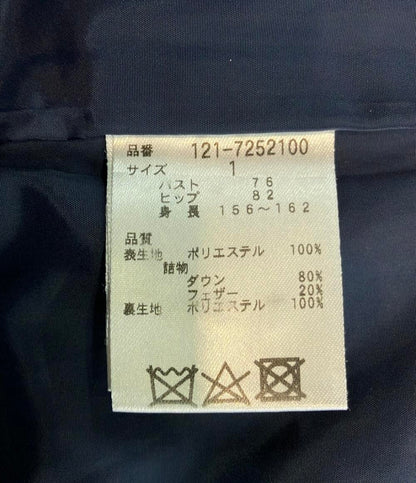 品番 121-7252100
サイズ 1
バスト 76
ヒップ 82
身長 156～162
品質
表生地 ポリエステル 100%
詰物
ダウン 80%
フェザー 20%
裏生地 ポリエステル 100%